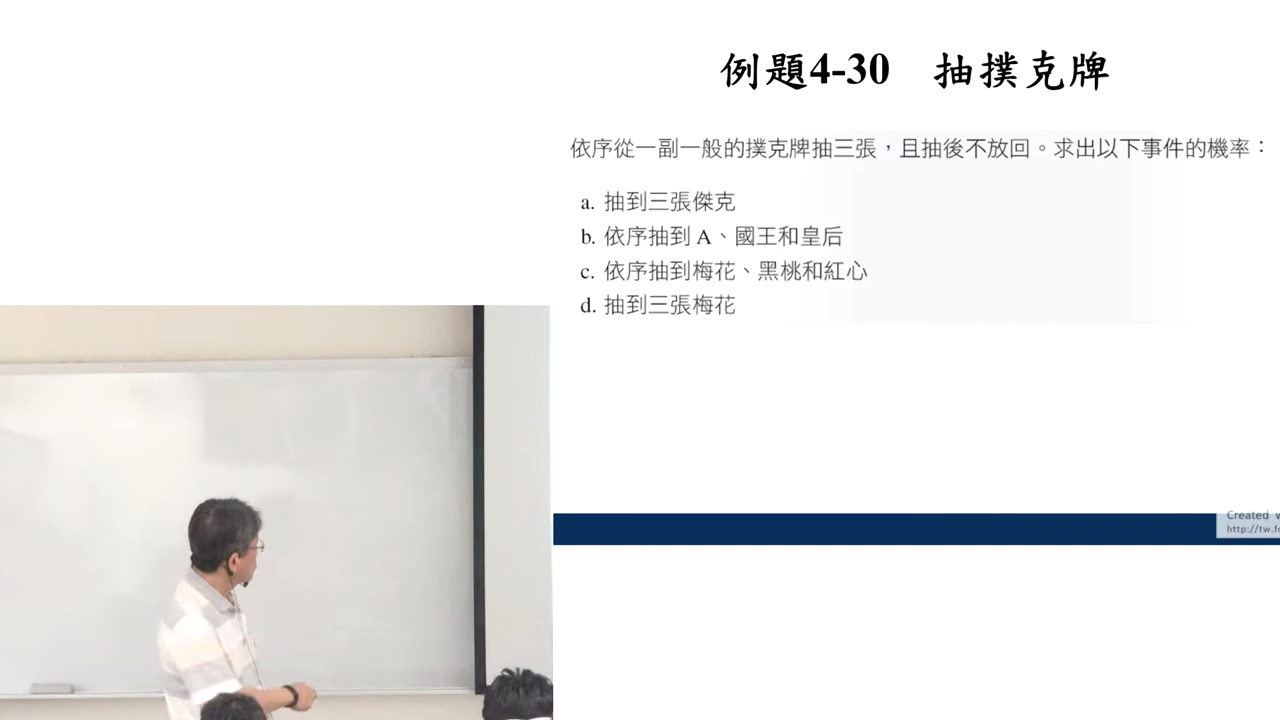 例題4-30 抽撲克牌
依序從一副一般的撲克牌抽三張，且抽後不放回。求出以下事件的機率：
a. 抽到三張傑克
b. 依序抽到 A、國王和皇后
c. 依序抽到梅花、黑桃和紅心
d. 抽到三張梅花
Created
http://tw.fo